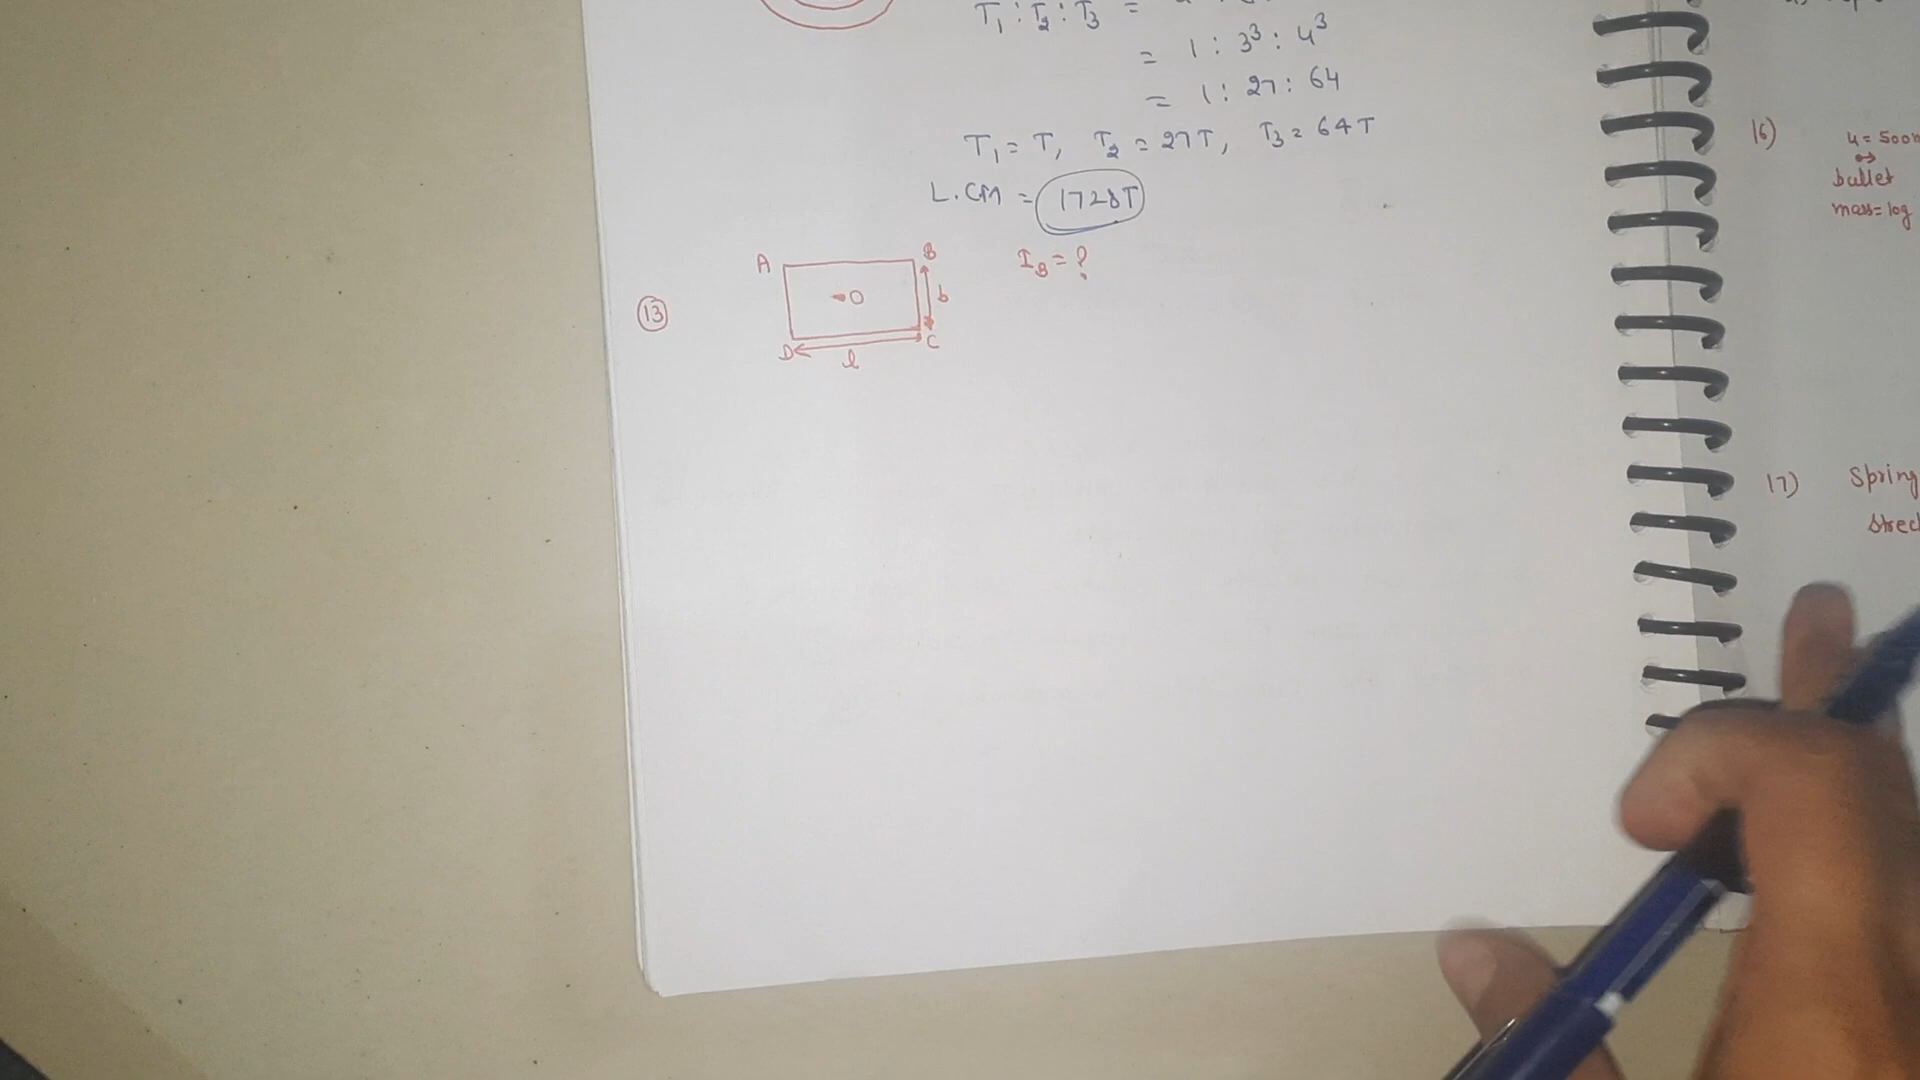 T₁ : T₂ : T₃ =
= 1 : 3³ : 4³
= 1 : 27 : 64
T₁ = T, T₂ = 27T, T₃ = 64T
L.CM = 1728T
A B I_B = ?
13 O b
D l C
16) u = 500m
bullet
mass = 10g
17) Spring